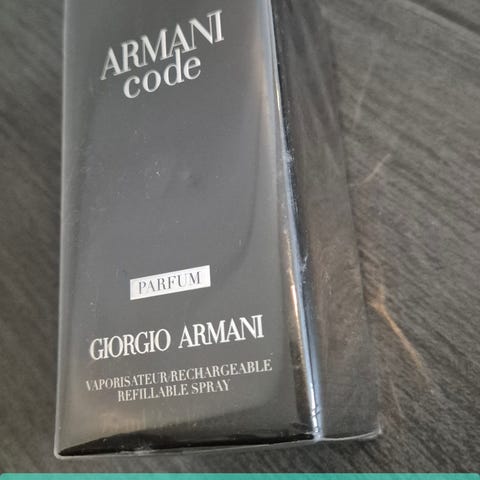 ARMANI
code
PARFUM
GIORGIO ARMANI
VAPORISATEUR/RECHARGEABLE
REFILLABLE SPRAY